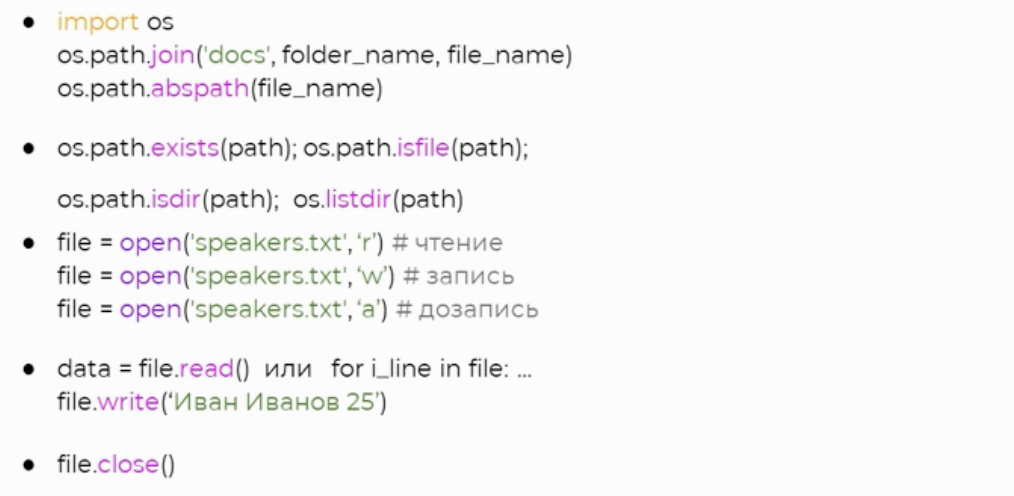 • import os
os.path.join('docs', folder_name, file_name)
os.path.abspath(file_name)
• os.path.exists(path); os.path.isfile(path);
os.path.isdir(path); os.listdir(path)
• file = open('speakers.txt', ‘r’) # чтение
file = open('speakers.txt', ‘w’) # запись
file = open('speakers.txt', ‘a’) # дозапись
• data = file.read() или for i_line in file: ...
file.write(‘Иван Иванов 25’)
• file.close()